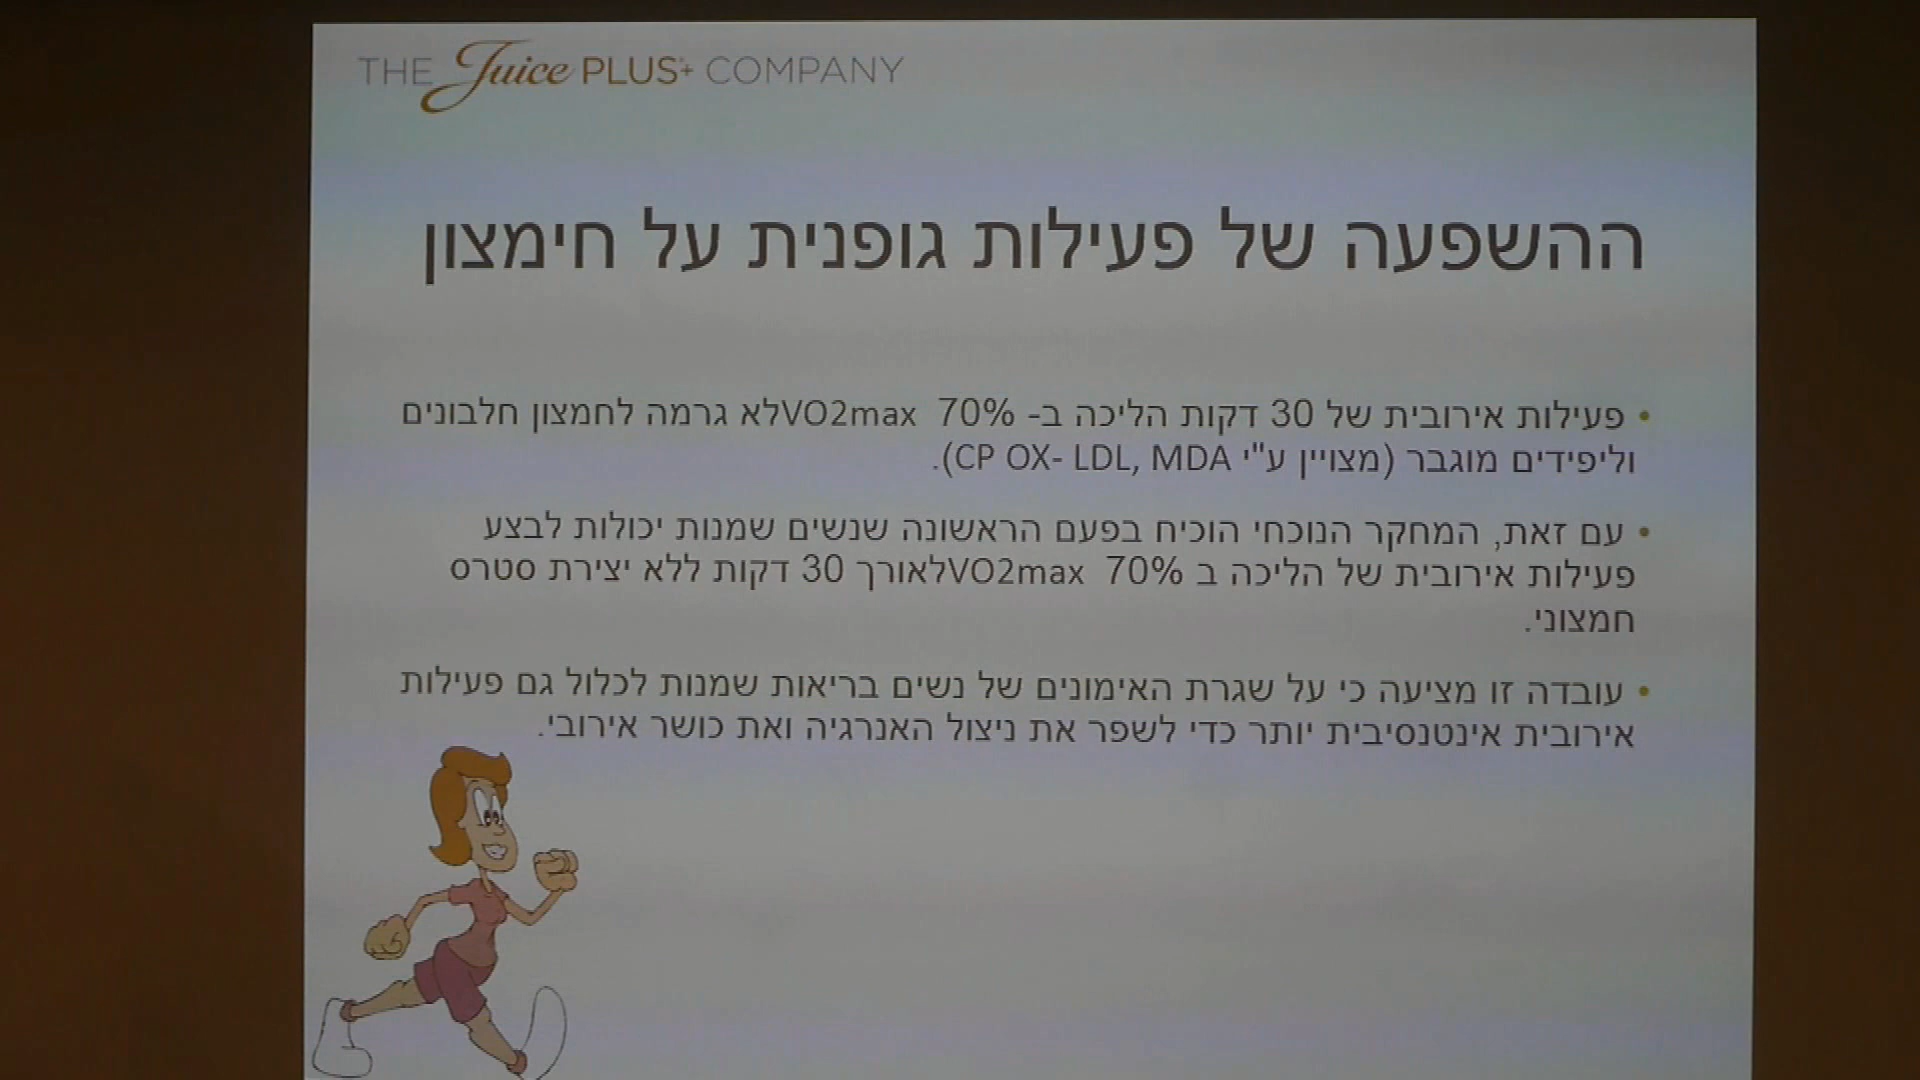 THE Juice PLUS+ COMPANY
ההשפעה של פעילות גופנית על חימצון
• פעילות אירובית של 30 דקות הליכה ב- 70% VO2maxלא גרמה לחמצון חלבונים
וליפידים מוגבר (מצויין ע"י CP OX- LDL, MDA).
• עם זאת, המחקר הנוכחי הוכיח בפעם הראשונה שנשים שמנות יכולות לבצע
פעילות אירובית של הליכה ב 70% VO2maxלאורך 30 דקות ללא יצירת סטרס
חמצוני.
• עובדה זו מציעה כי על שגרת האימונים של נשים בריאות שמנות לכלול גם פעילות
אירובית אינטנסיבית יותר כדי לשפר את ניצול האנרגיה ואת כושר אירובי.